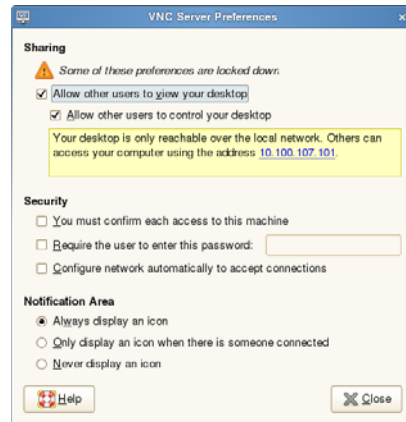 VNC Server Preferences
Sharing
Some of these preferences are locked down.
Allow other users to view your desktop
Allow other users to control your desktop
Your desktop is only reachable over the local network. Others can
access your computer using the address 10.100.107.101.
Security
You must confirm each access to this machine
Require the user to enter this password:
Configure network automatically to accept connections
Notification Area
Always display an icon
Only display an icon when there is someone connected
Never display an icon
Help
Close